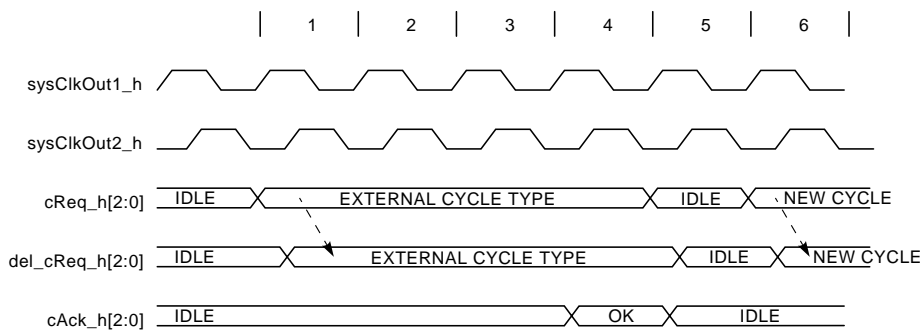 1 2 3 4 5 6
sysClkOut1_h
sysClkOut2_h
cReq_h[2:0] IDLE EXTERNAL CYCLE TYPE IDLE NEW CYCLE
del_cReq_h[2:0] IDLE EXTERNAL CYCLE TYPE IDLE NEW CYCLE
cAck_h[2:0] IDLE OK IDLE